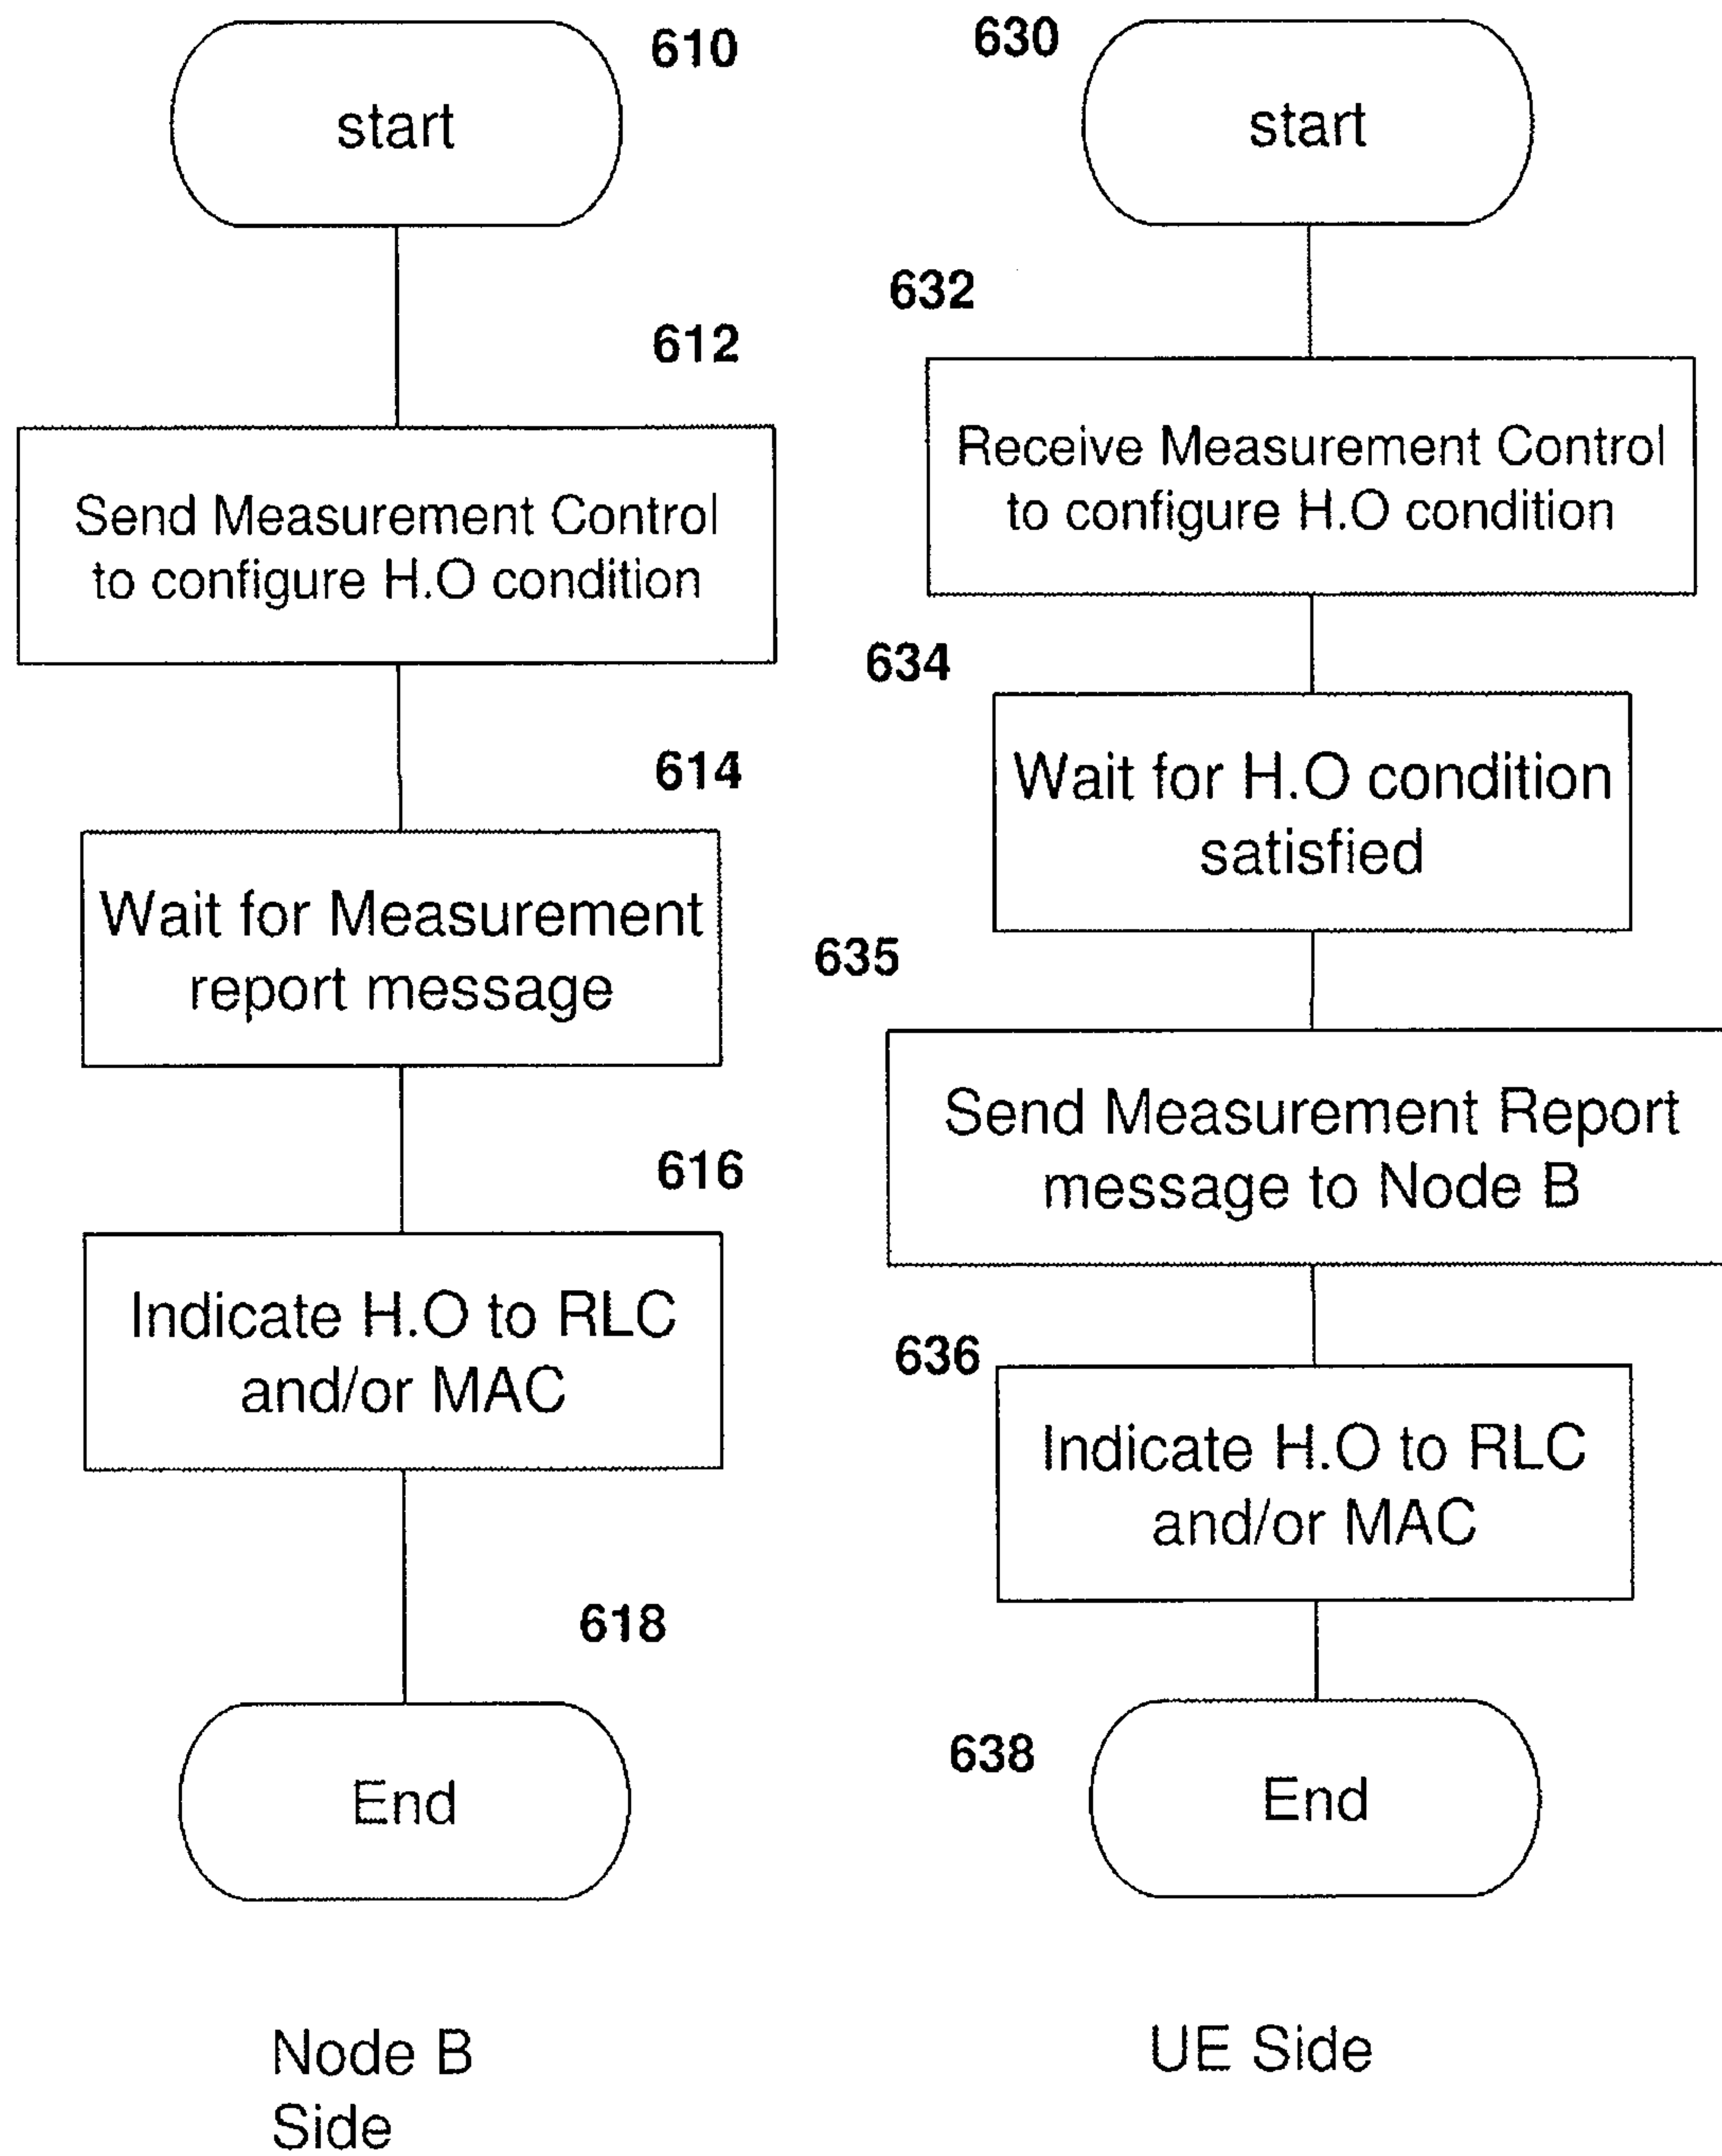 610
start
612
Send Measurement Control
to configure H.O condition
614
Wait for Measurement
report message
616
Indicate H.O to RLC
and/or MAC
618
End
Node B
Side
630
start
632
Receive Measurement Control
to configure H.O condition
634
Wait for H.O condition
satisfied
635
Send Measurement Report
message to Node B
636
Indicate H.O to RLC
and/or MAC
638
End
UE Side